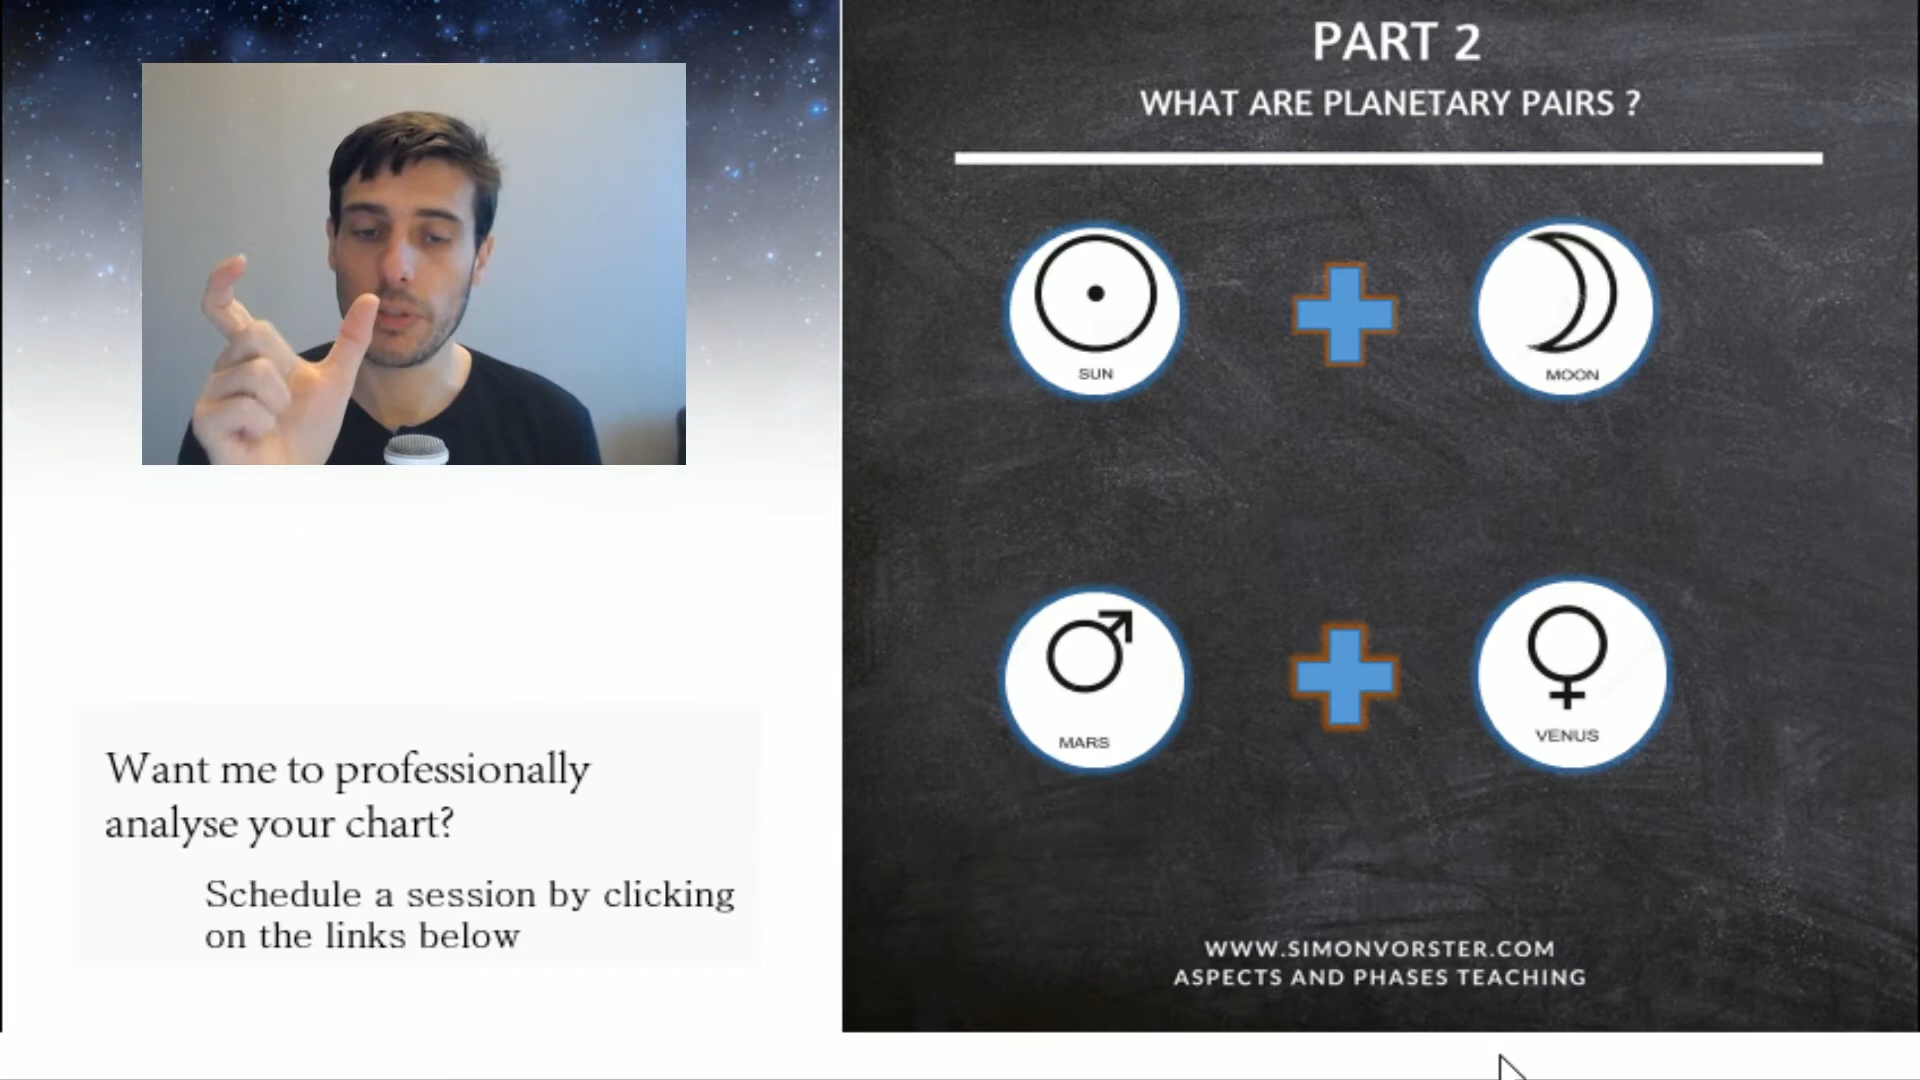 PART 2
WHAT ARE PLANETARY PAIRS ?
SUN
MOON
MARS
VENUS
Want me to professionally
analyse your chart?
Schedule a session by clicking
on the links below
WWW.SIMONVORSTER.COM
ASPECTS AND PHASES TEACHING